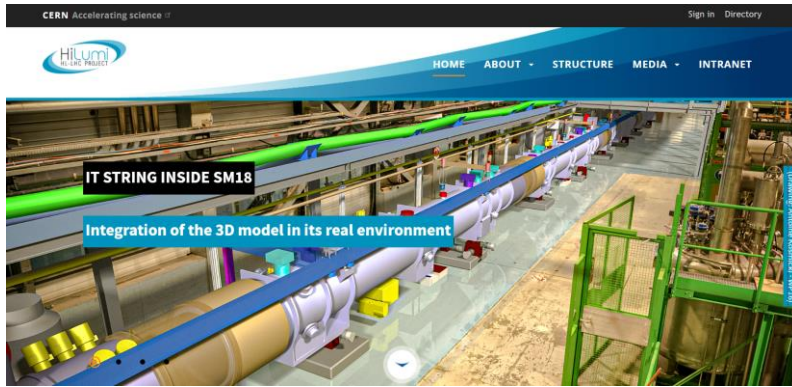 CERN Accelerating science
Sign in Directory
HiLumi
HL-LHC PROJECT
HOME ABOUT STRUCTURE MEDIA INTRANET
IT STRING INSIDE SM18
Integration of the 3D model in its real environment